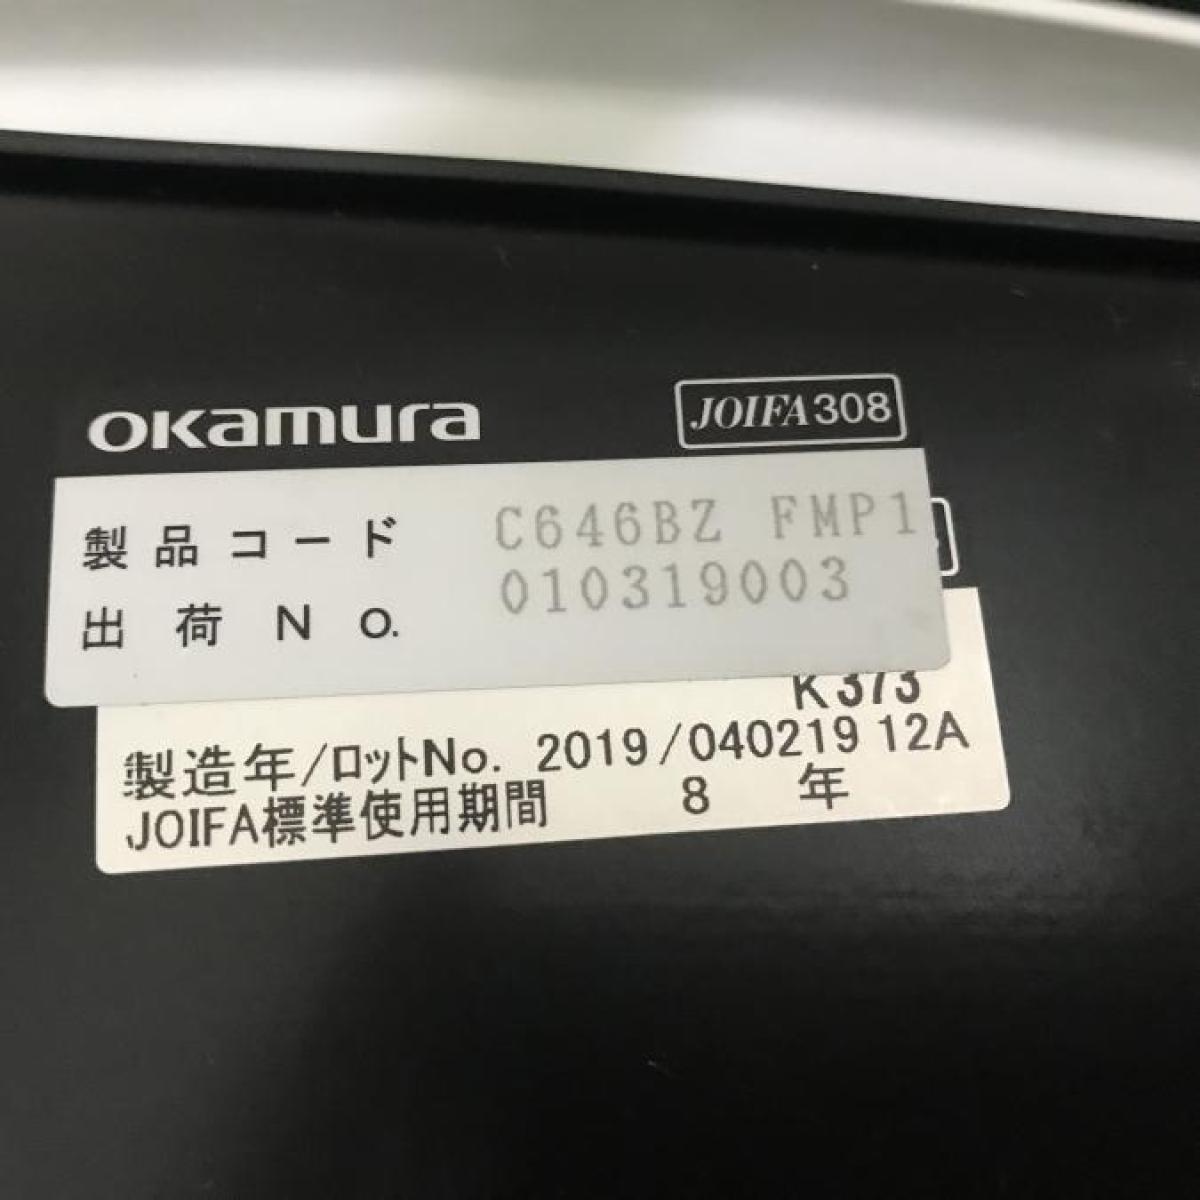 okamura
JOIFA308
製品コード C646BZ FMP1
出荷No. 010319003
K373
製造年/ロットNo. 2019/040219 12A
JOIFA標準使用期間 8 年